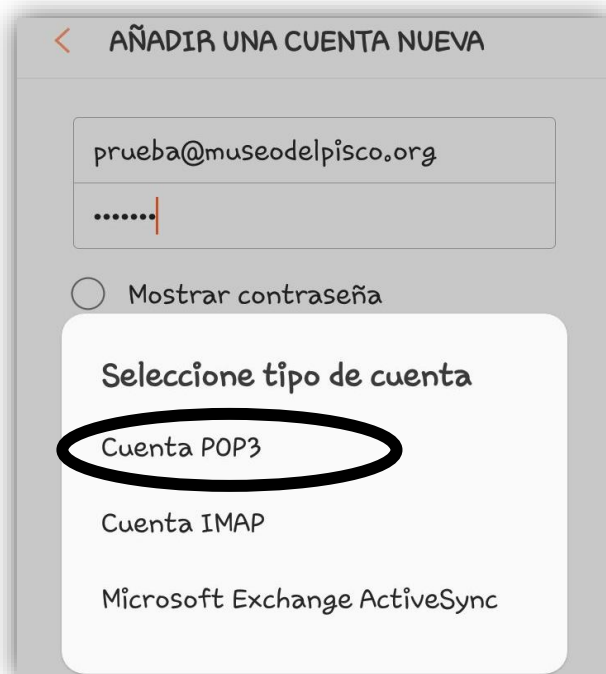 AÑADIR UNA CUENTA NUEVA
prueba@museodelpisco.org
•••••••
Mostrar contraseña
Seleccione tipo de cuenta
Cuenta POP3
Cuenta IMAP
Microsoft Exchange ActiveSync